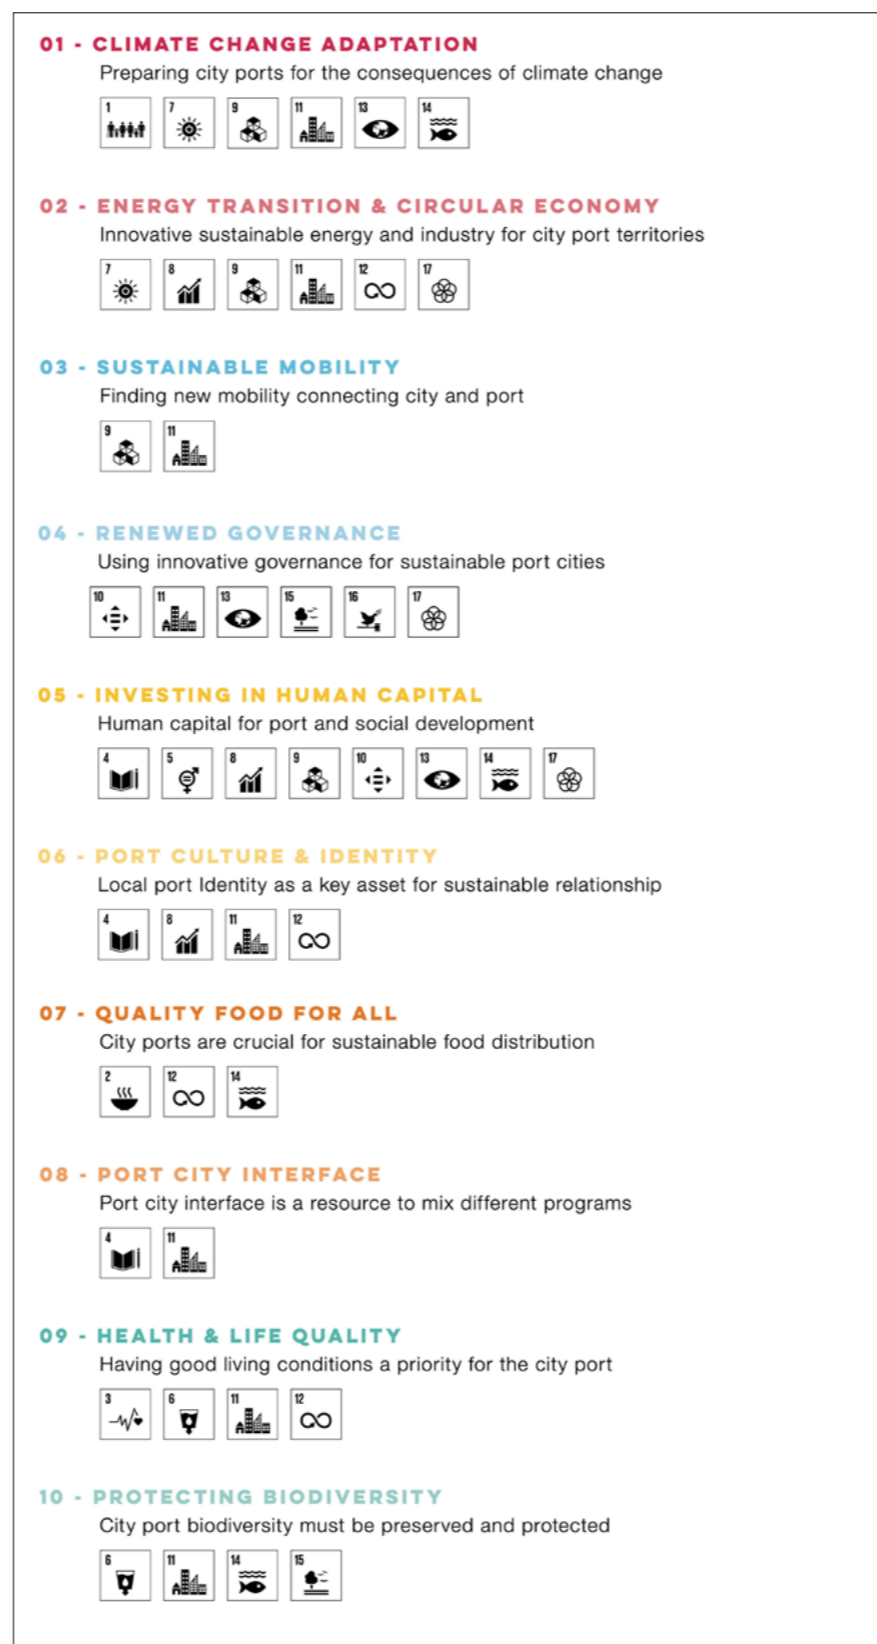 01 - CLIMATE CHANGE ADAPTATION
Preparing city ports for the consequences of climate change
1 7 9 11 13 14
02 - ENERGY TRANSITION & CIRCULAR ECONOMY
Innovative sustainable energy and industry for city port territories
7 8 9 11 12 17
03 - SUSTAINABLE MOBILITY
Finding new mobility connecting city and port
9 11
04 - RENEWED GOVERNANCE
Using innovative governance for sustainable port cities
10 11 13 15 16 17
05 - INVESTING IN HUMAN CAPITAL
Human capital for port and social development
4 5 8 9 10 13 14 17
06 - PORT CULTURE & IDENTITY
Local port Identity as a key asset for sustainable relationship
4 8 11 12
07 - QUALITY FOOD FOR ALL
City ports are crucial for sustainable food distribution
2 12 14
08 - PORT CITY INTERFACE
Port city interface is a resource to mix different programs
4 11
09 - HEALTH & LIFE QUALITY
Having good living conditions a priority for the city port
3 6 11 12
10 - PROTECTING BIODIVERSITY
City port biodiversity must be preserved and protected
6 11 14 15